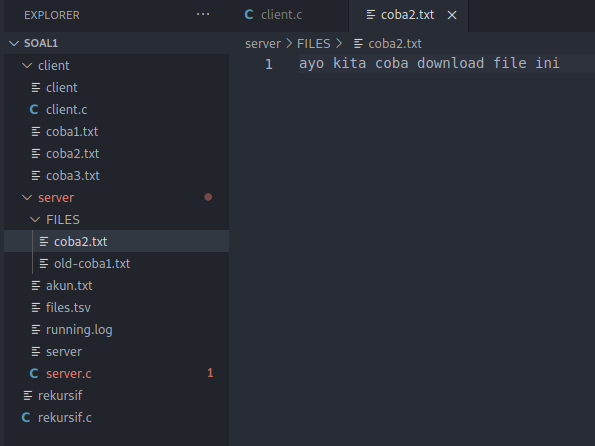 EXPLORER
SOAL1
client
client
C client.c
coba1.txt
coba2.txt
coba3.txt
server
FILES
coba2.txt
old-coba1.txt
akun.txt
files.tsv
running.log
server
C server.c 1
rekursif
C rekursif.c
C client.c
coba2.txt
server > FILES > coba2.txt
1 ayo kita coba download file ini